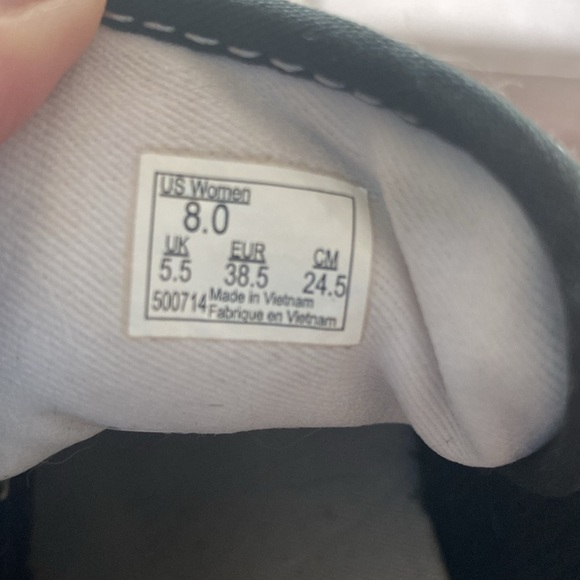 US Women
8.0
UK EUR CM
5.5 38.5 24.5
500714 Made in Vietnam
Fabrique en Vietnam